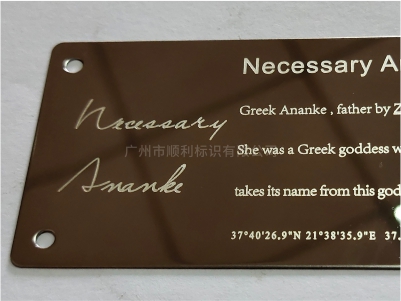 Necessary A
Necessary
Greek Ananke , father by Z
广州市顺利标识有限公司
She was a Greek goddess w
Ananke
takes its name from this god
37°40'26.9"N 21°38'35.9"E 37.